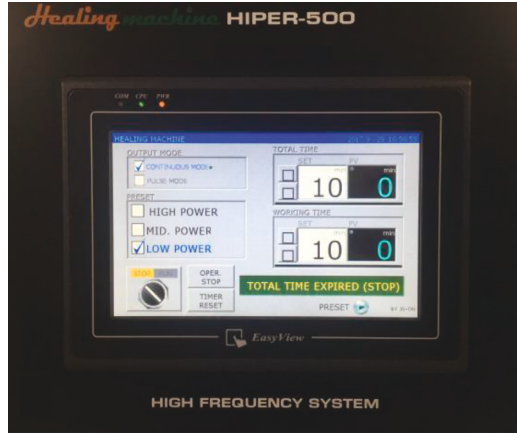 Healing machine HIPER-500
COM CPU PWR
HEALING MACHINE
OUTPUT MODE
CONTINUOUS MODE
PULSE MODE
PRESET
HIGH POWER
MID. POWER
LOW POWER
STOP RUN
OPER. STOP
TIMER RESET
TOTAL TIME
SET PV
min min
10 0
WORKING TIME
SET PV
min min
10 0
TOTAL TIME EXPIRED (STOP)
PRESET
EasyView
HIGH FREQUENCY SYSTEM